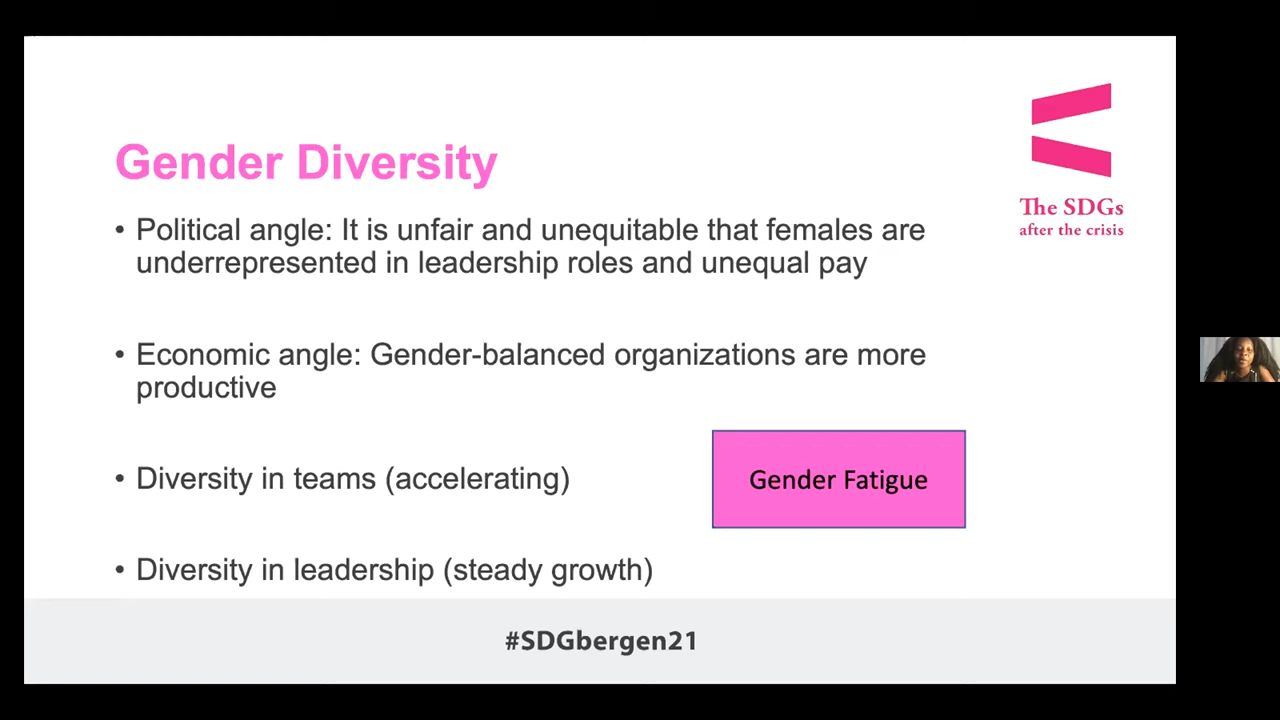 The SDGs
after the crisis
Gender Diversity
• Political angle: It is unfair and unequitable that females are
underrepresented in leadership roles and unequal pay
• Economic angle: Gender-balanced organizations are more
productive
• Diversity in teams (accelerating)
Gender Fatigue
• Diversity in leadership (steady growth)
#SDGbergen21